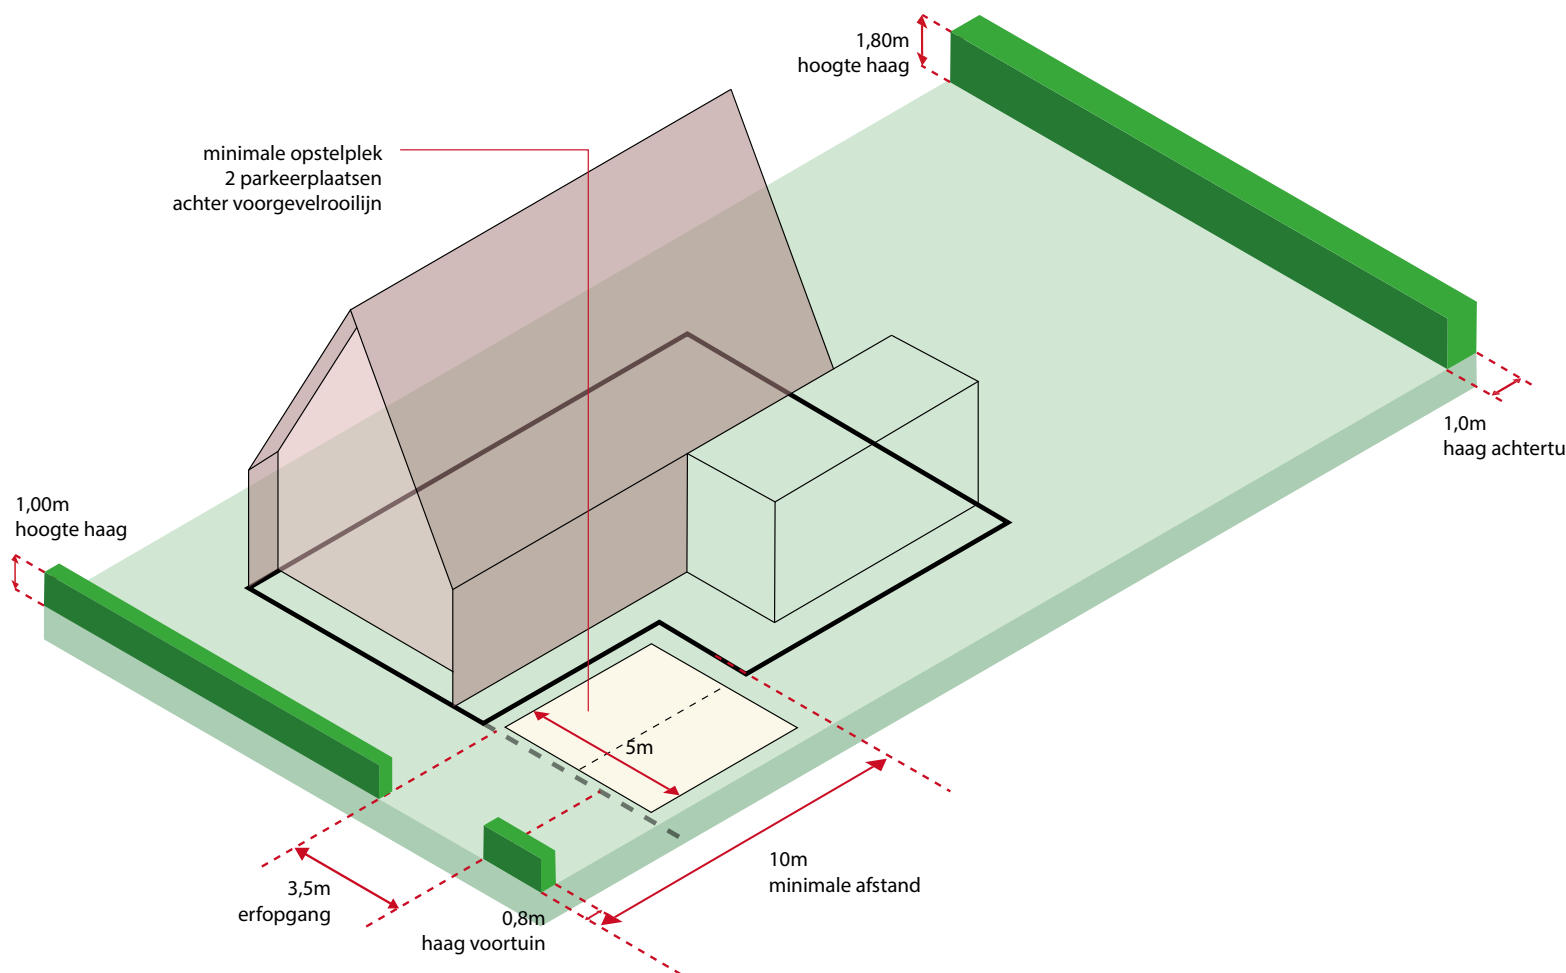 1,80m
hoogte haag
minimale opstelplek
2 parkeerplaatsen
achter voorgevelrooilijn
1,0m
haag achtertu
1,00m
hoogte haag
5m
10m
minimale afstand
3,5m
erfopgang
0,8m
haag voortuin